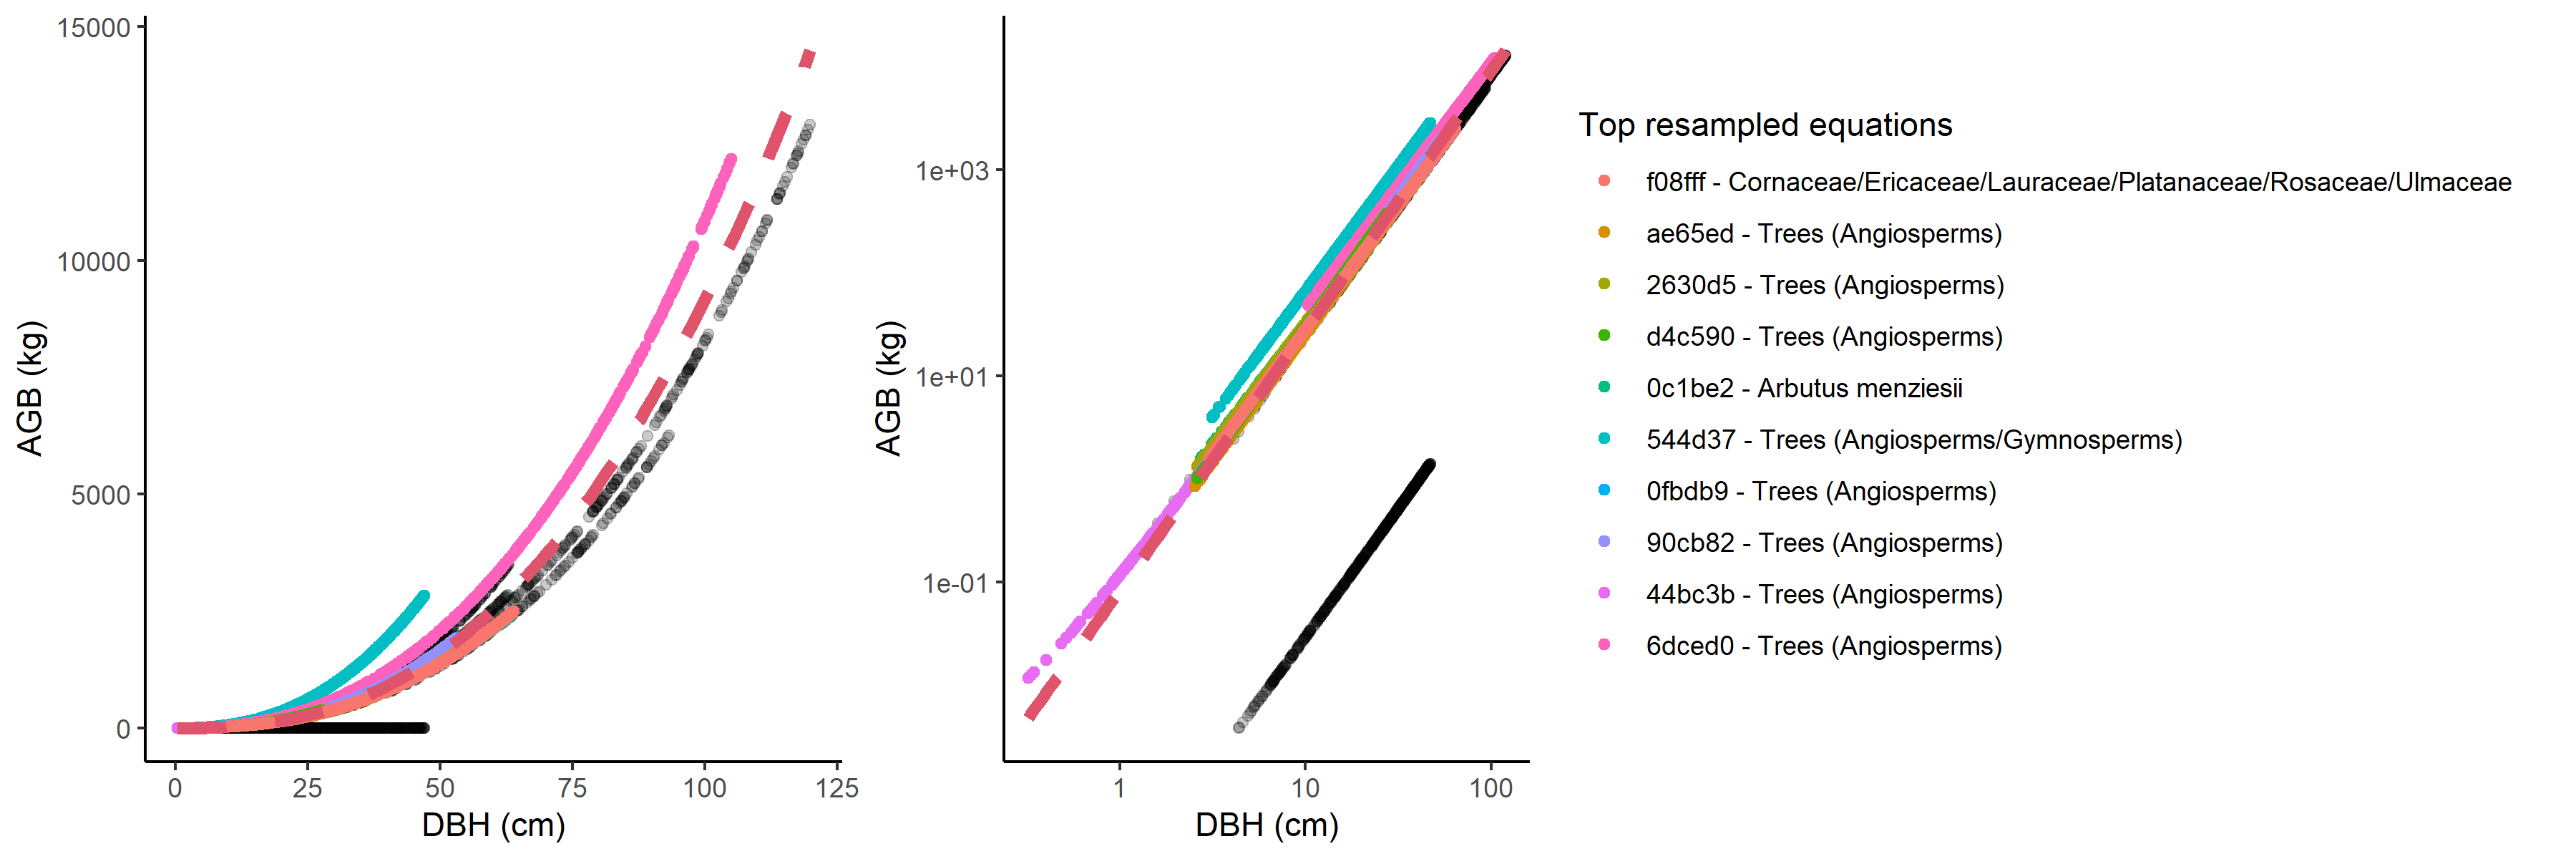 15000
10000
5000
0
AGB (kg)
0 25 50 75 100 125
DBH (cm)
1e+03
1e+01
1e-01
AGB (kg)
1 10 100
DBH (cm)
Top resampled equations
f08fff - Cornaceae/Ericaceae/Lauraceae/Platanaceae/Rosaceae/Ulmaceae
ae65ed - Trees (Angiosperms)
2630d5 - Trees (Angiosperms)
d4c590 - Trees (Angiosperms)
0c1be2 - Arbutus menziesii
544d37 - Trees (Angiosperms/Gymnosperms)
0fbdb9 - Trees (Angiosperms)
90cb82 - Trees (Angiosperms)
44bc3b - Trees (Angiosperms)
6dced0 - Trees (Angiosperms)